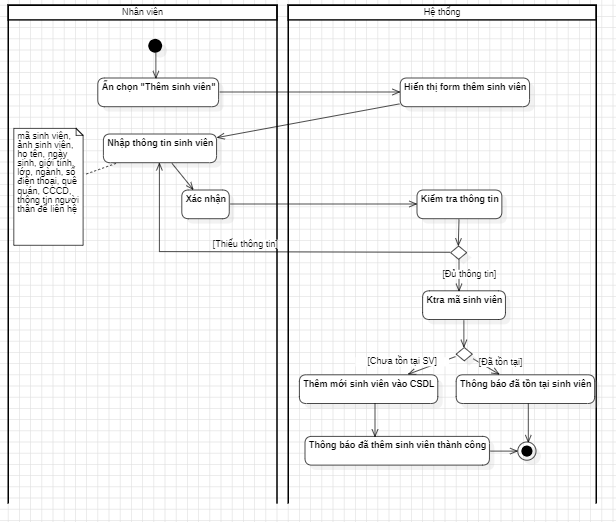 Nhân viên
Hệ thống
Ấn chọn "Thêm sinh viên"
Hiển thị form thêm sinh viên
mã sinh viên,
ảnh sinh viên,
họ tên, ngày
sinh, giới tính,
lớp, ngành, số
điện thoại, quê
quán, CCCD,
thông tin người
thân để liên hệ
Nhập thông tin sinh viên
Xác nhận
Kiểm tra thông tin
[Thiếu thông tin]
[Đủ thông tin]
Ktra mã sinh viên
[Chưa tồn tại SV]
[Đã tồn tại]
Thêm mới sinh viên vào CSDL
Thông báo đã tồn tại sinh viên
Thông báo đã thêm sinh viên thành công